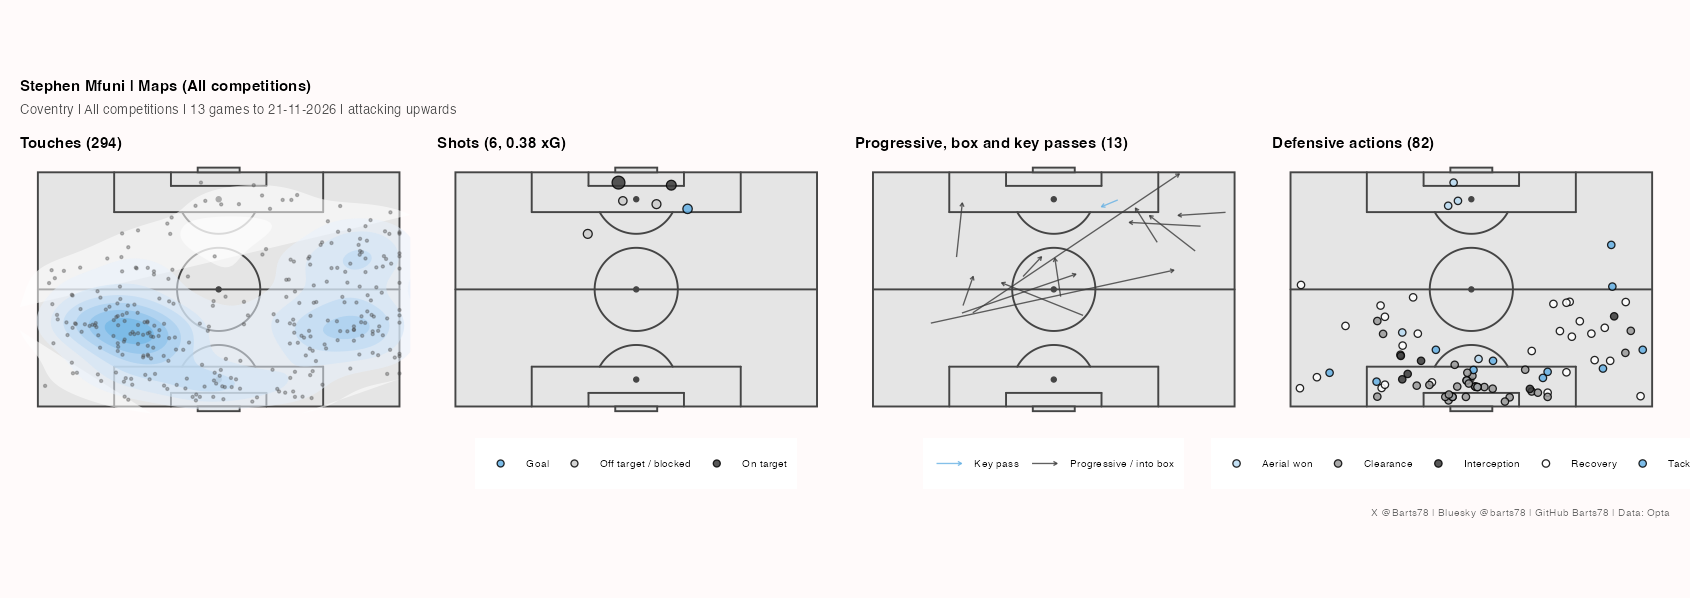 Stephen Mfuni | Maps (All competitions)
Coventry | All competitions | 13 games to 21-11-2026 | attacking upwards
Touches (294)
Shots (6, 0.38 xG)
Progressive, box and key passes (13)
Defensive actions (82)
Goal
Off target / blocked
On target
Key pass
Progressive / into box
Aerial won
Clearance
Interception
Recovery
Tack
X @Barts78 | Bluesky @barts78 | GitHub Barts78 | Data: Opta